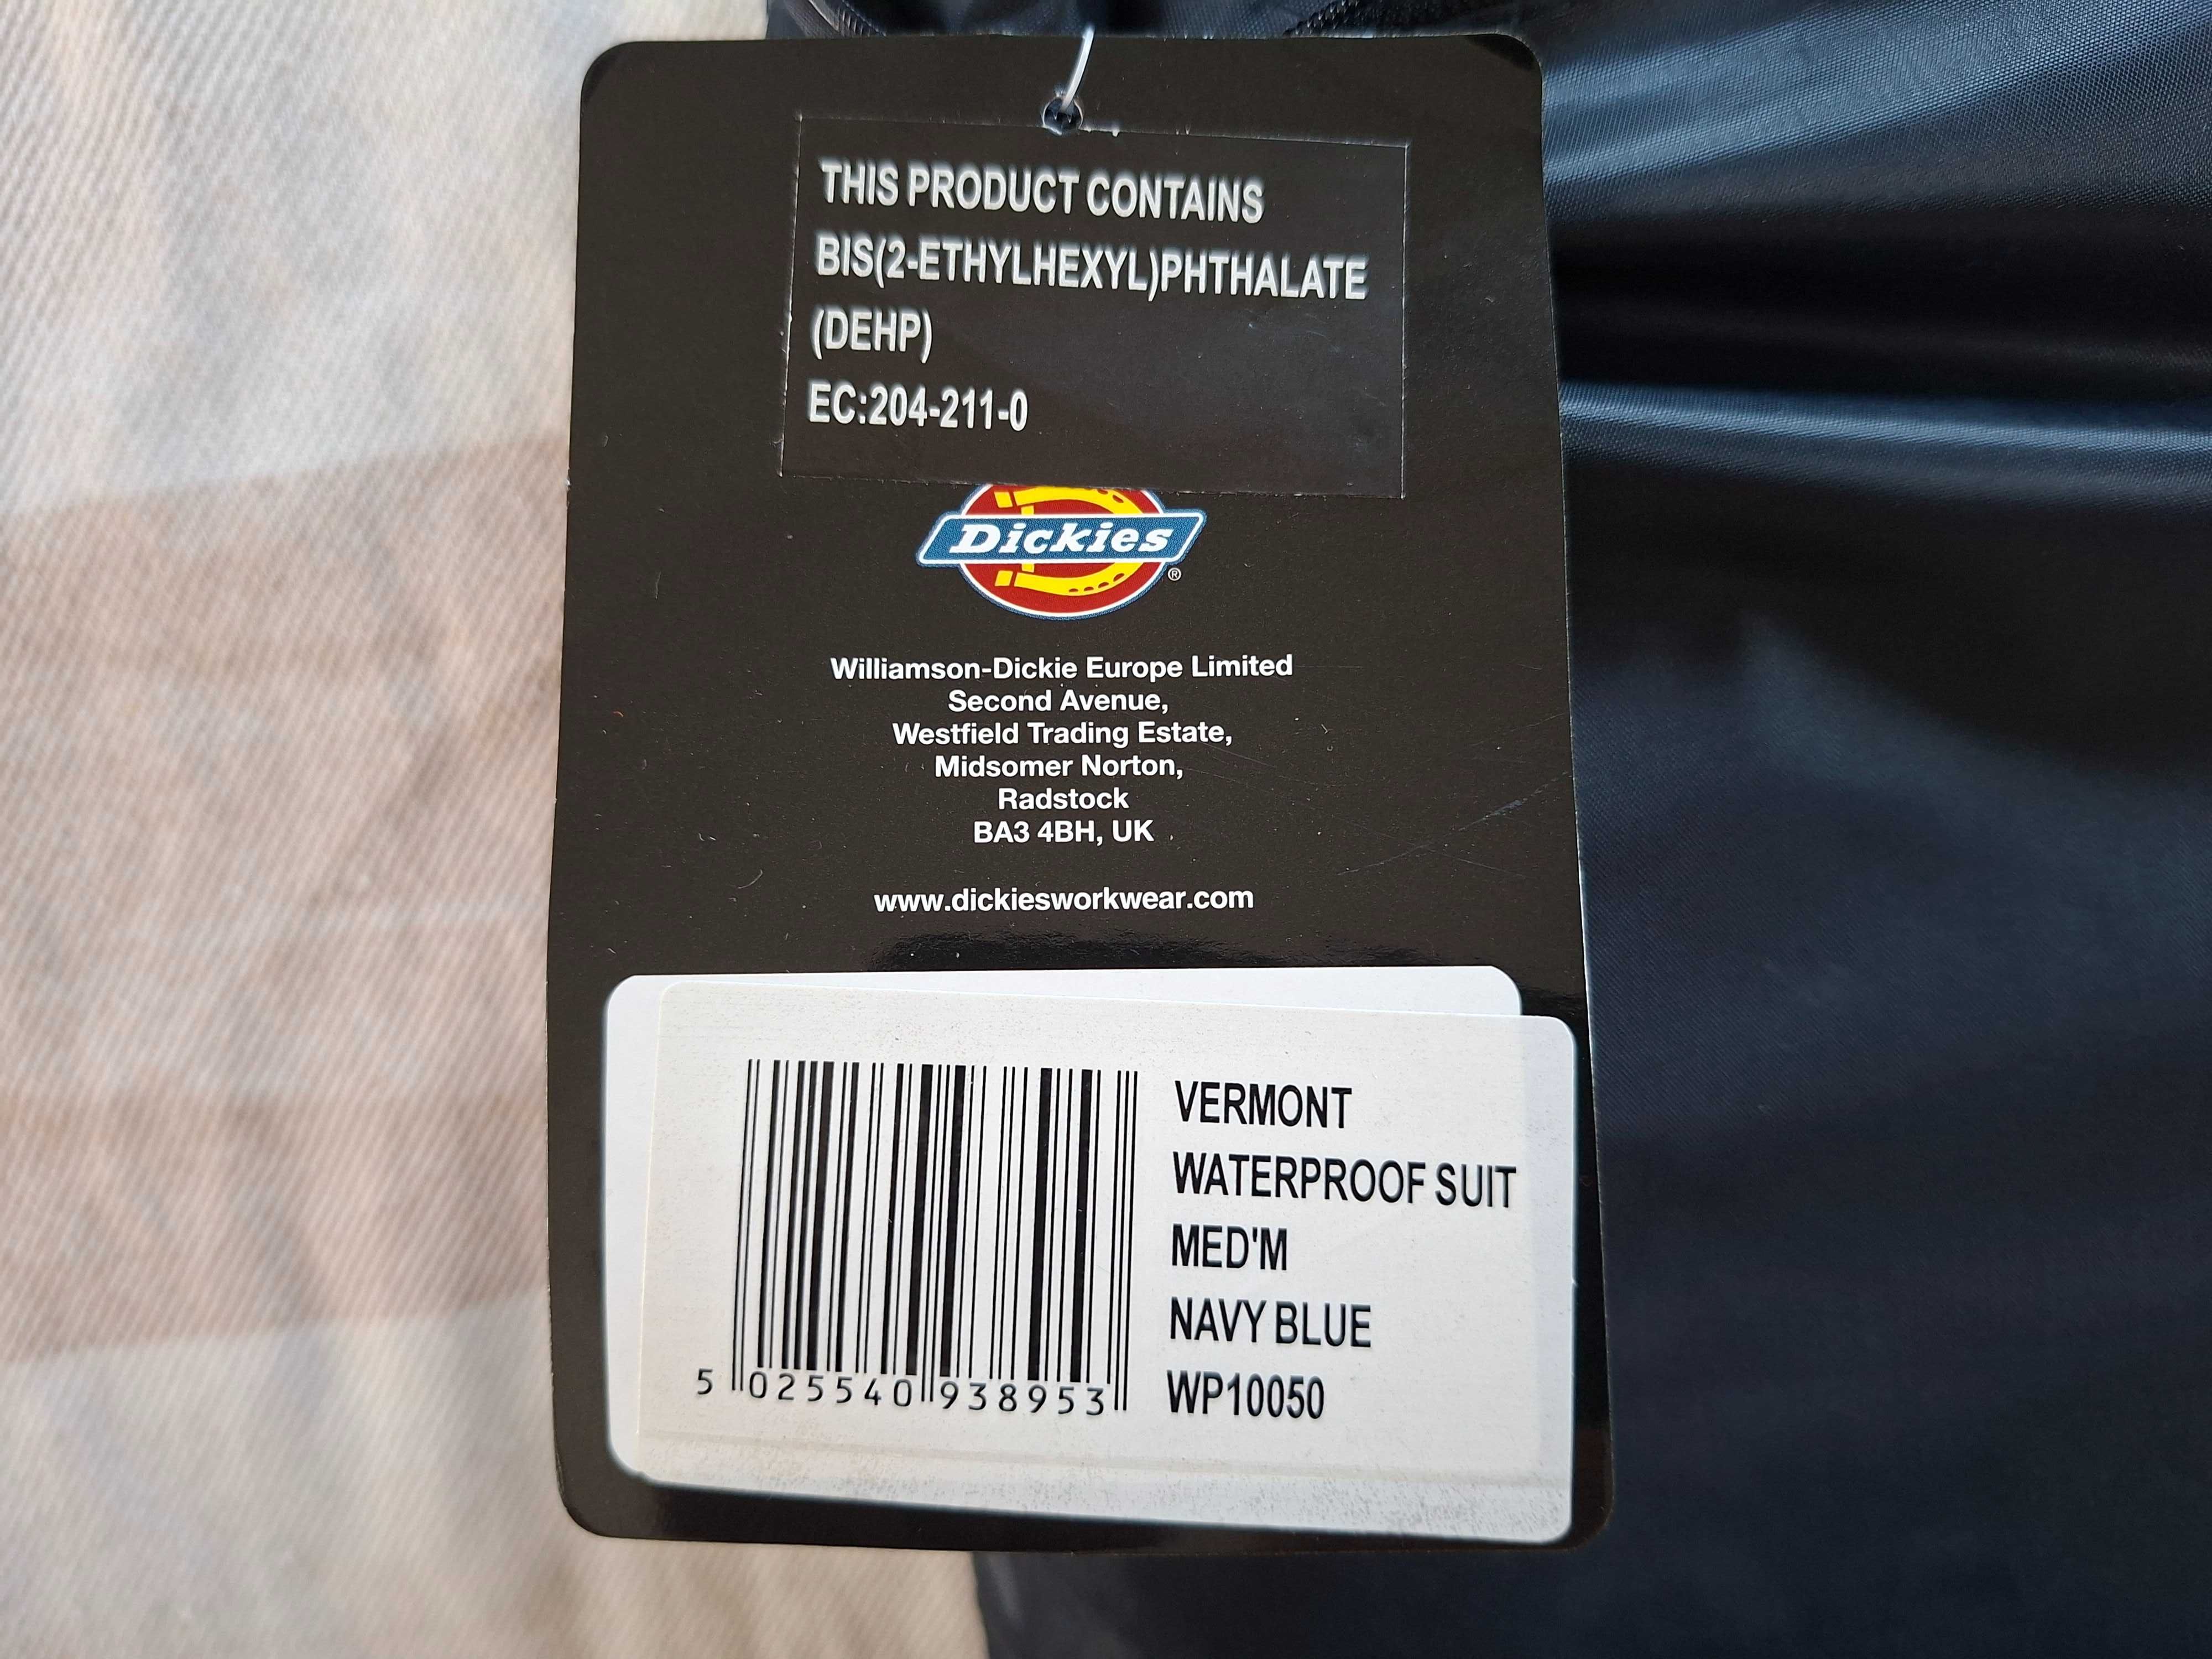 THIS PRODUCT CONTAINS
BIS(2-ETHYLHEXYL)PHTHALATE
(DEHP)
EC:204-211-0
Dickies
®
Williamson-Dickie Europe Limited
Second Avenue,
Westfield Trading Estate,
Midsomer Norton,
Radstock
BA3 4BH, UK
www.dickiesworkwear.com
VERMONT
WATERPROOF SUIT
MED'M
NAVY BLUE
WP10050
5 025540 938953